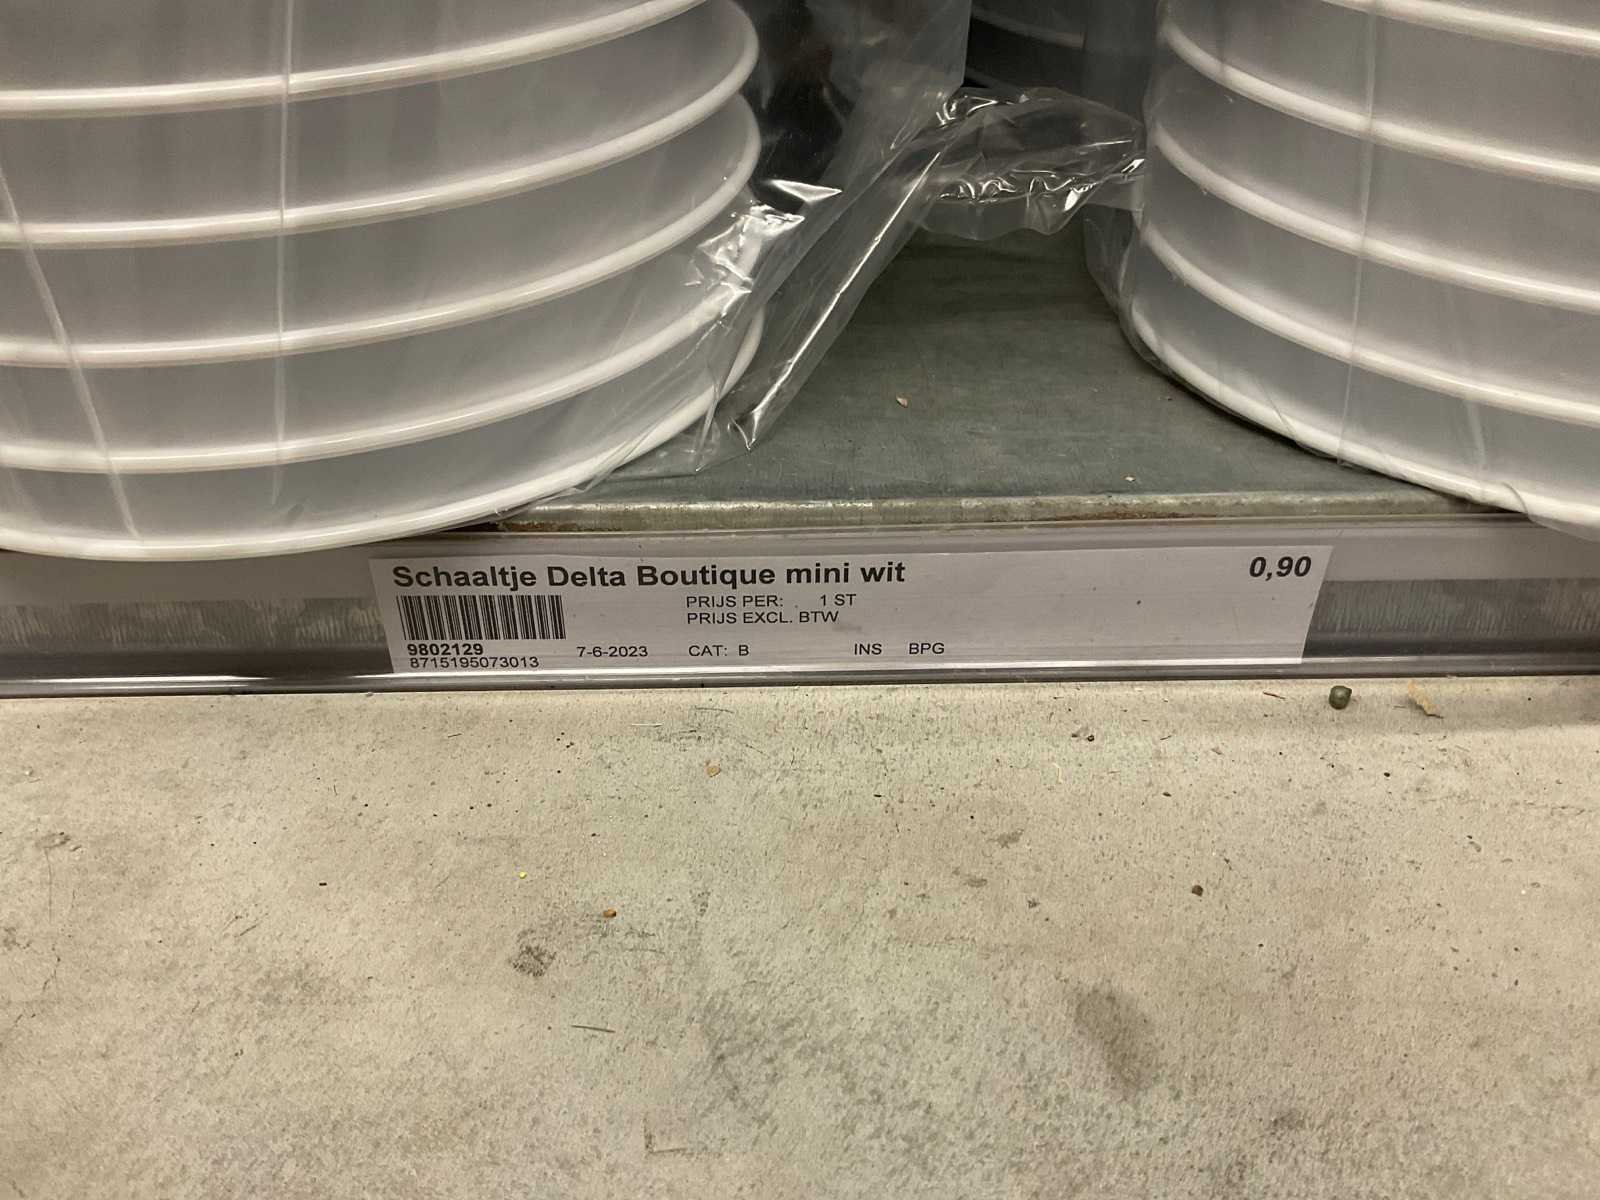 Schaaltje Delta Boutique mini wit 0,90
PRIJS PER: 1 ST
PRIJS EXCL. BTW
9802129 7-6-2023 CAT: B INS BPG
8715195073013